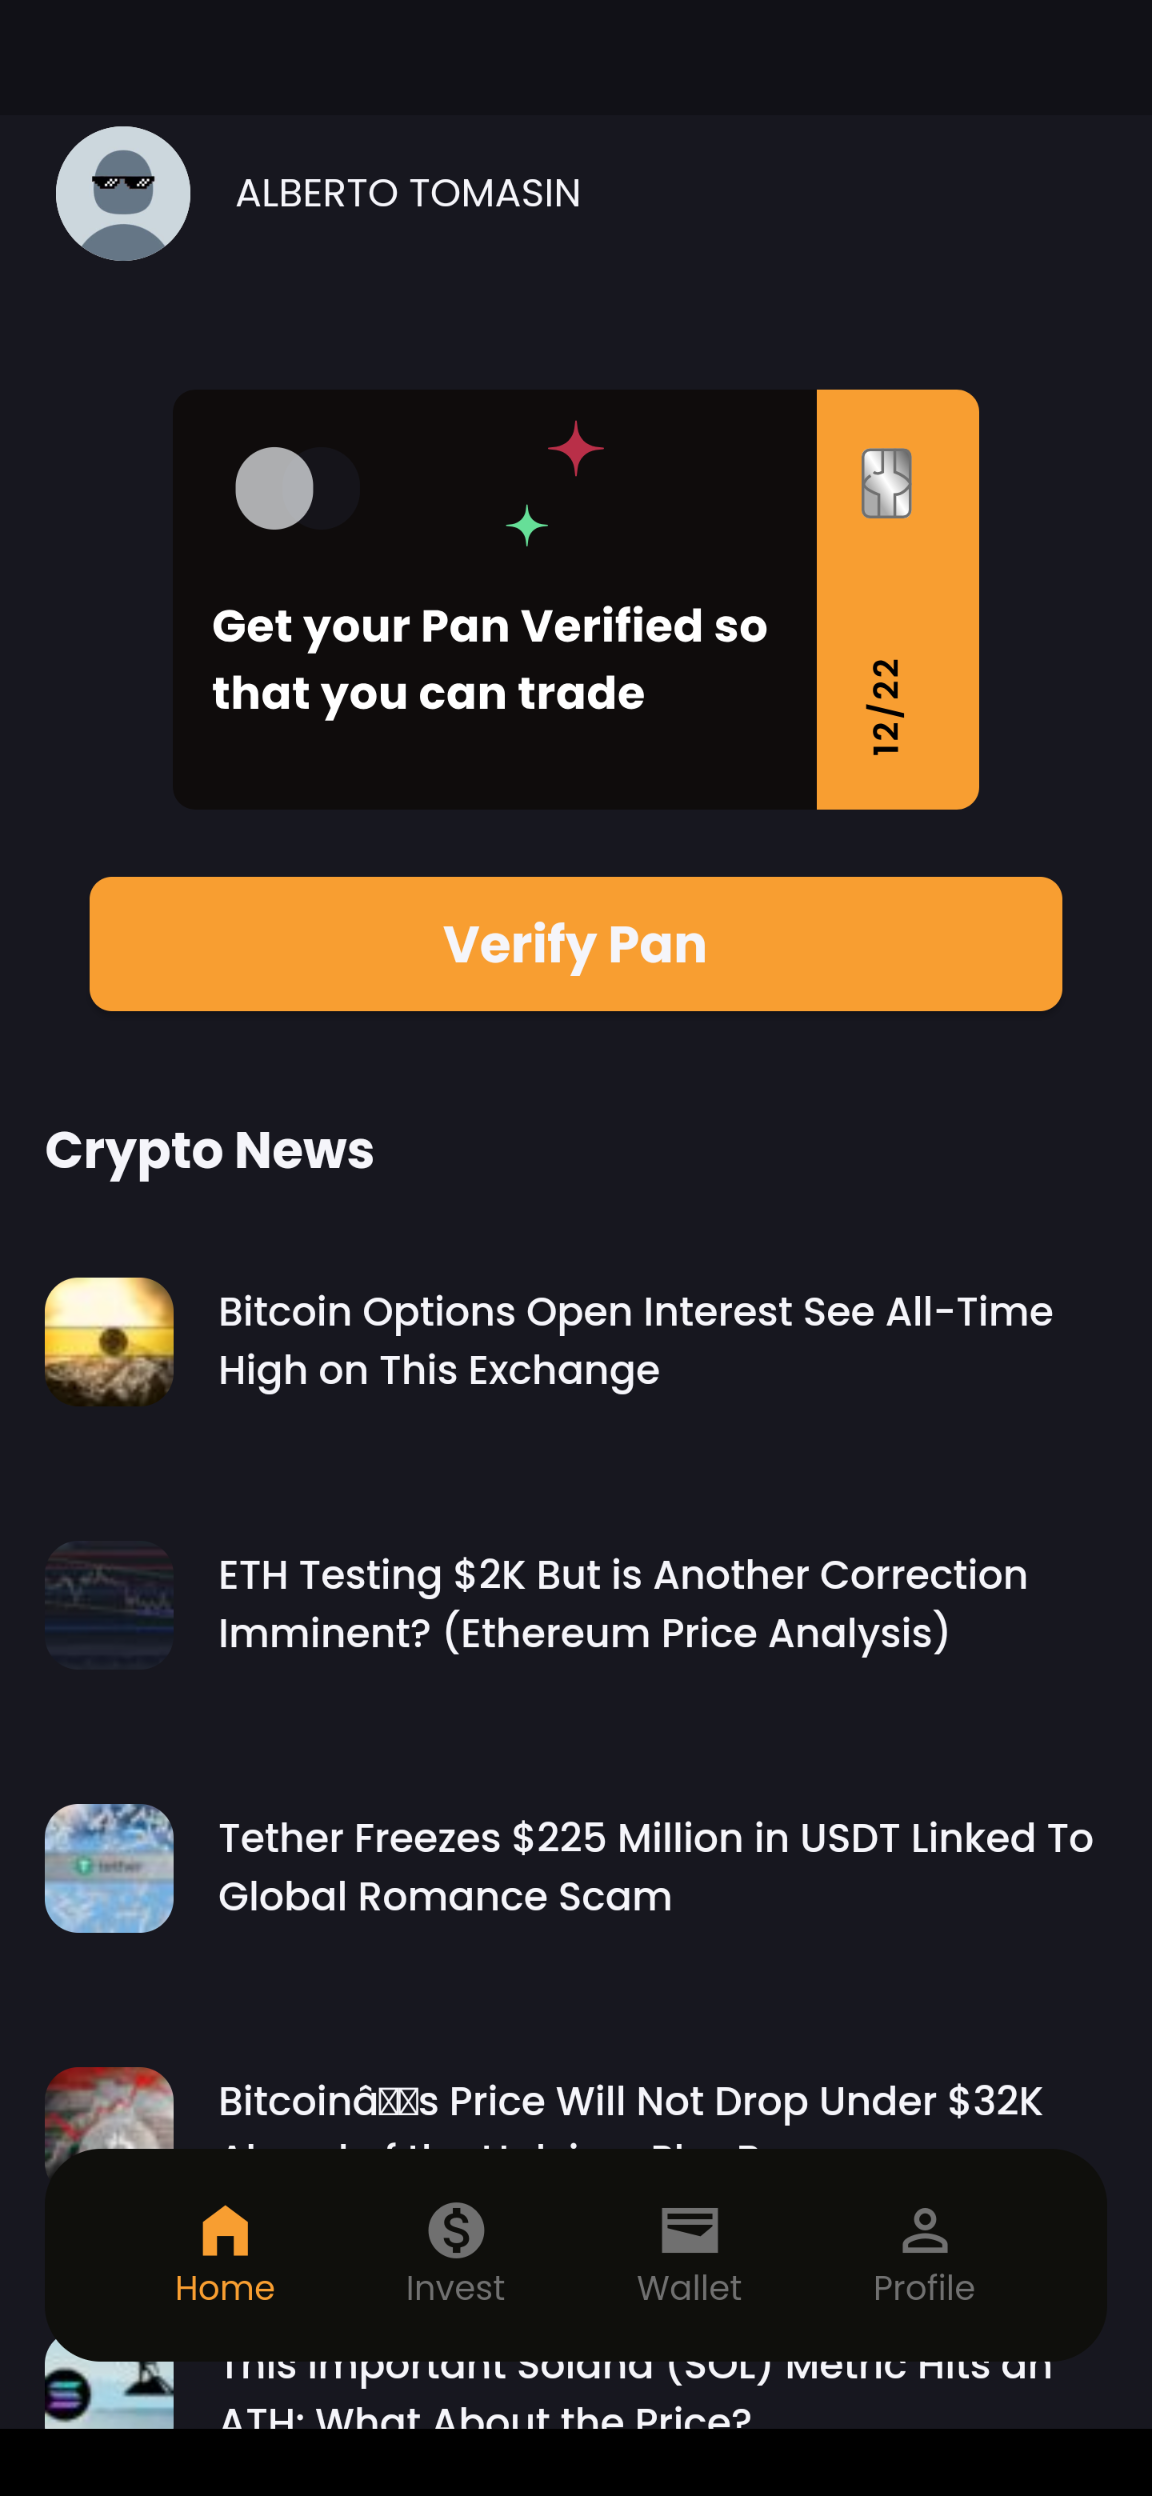 ALBERTO TOMASIN
Get your Pan Verified so
that you can trade
12/22
Verify Pan
Crypto News
Bitcoin Options Open Interest See All-Time
High on This Exchange
ETH Testing $2K But is Another Correction
Imminent? (Ethereum Price Analysis)
tether
Tether Freezes $225 Million in USDT Linked To
Global Romance Scam
Bitcoinâs Price Will Not Drop Under $32K
Home
Invest
Wallet
Profile
This Important Solana (SOL) Metric Hits an
ATH: What About the Price?